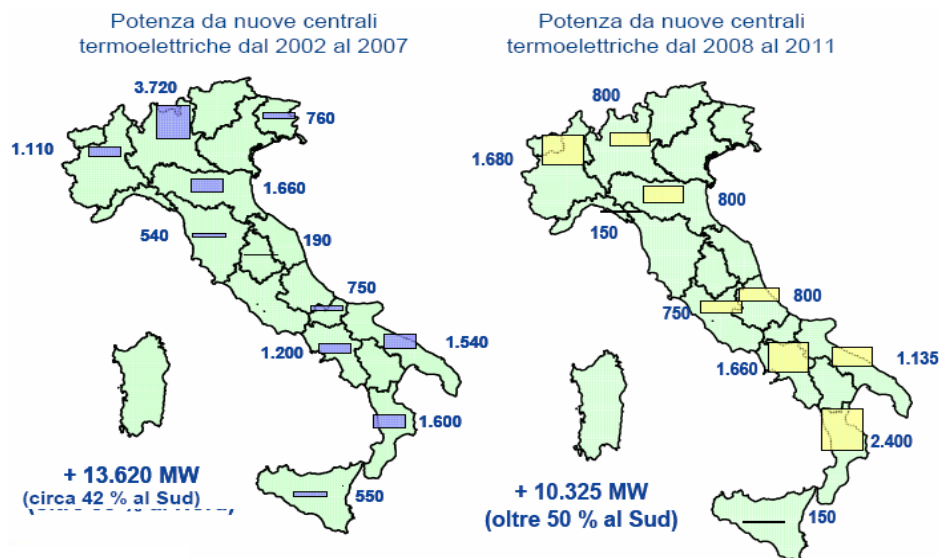 Potenza da nuove centrali
termoelettriche dal 2002 al 2007
3.720
760
1.110
1.660
540
190
750
1.200
1.540
1.600
550
+ 13.620 MW
(circa 42 % al Sud)
Potenza da nuove centrali
termoelettriche dal 2008 al 2011
800
1.680
800
150
800
750
1.660
1.135
2.400
150
+ 10.325 MW
(oltre 50 % al Sud)